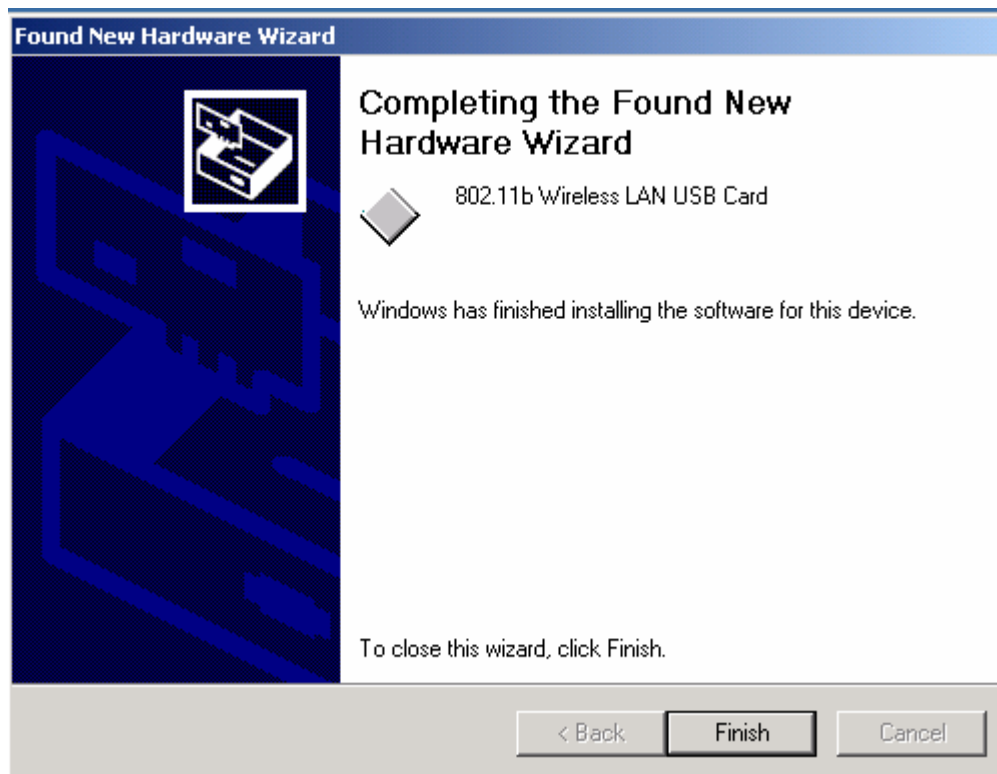 Found New Hardware Wizard
Completing the Found New
Hardware Wizard
802.11b Wireless LAN USB Card
Windows has finished installing the software for this device.
To close this wizard, click Finish.
< Back
Finish
Cancel